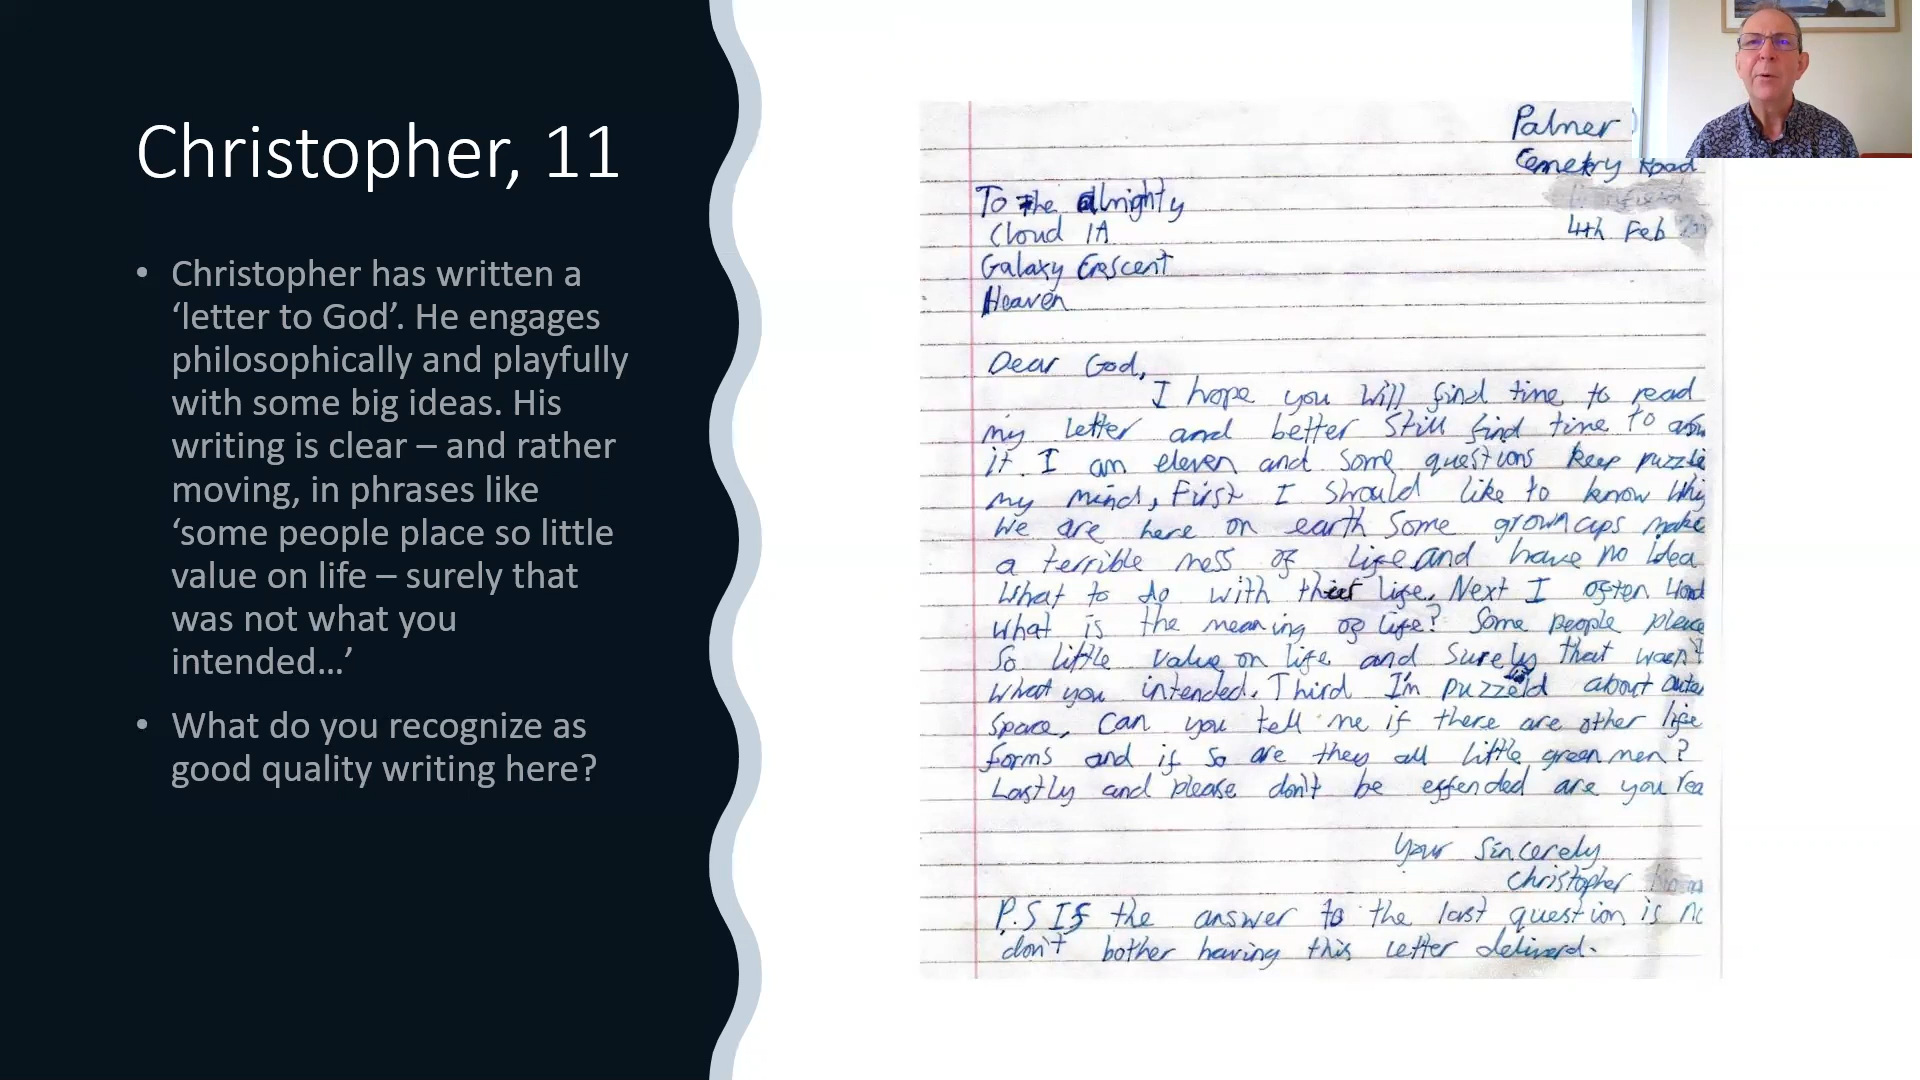 Christopher, 11
• Christopher has written a
‘letter to God’. He engages
philosophically and playfully
with some big ideas. His
writing is clear – and rather
moving, in phrases like
‘some people place so little
value on life – surely that
was not what you
intended…’
• What do you recognize as
good quality writing here?
Palner
Cemetry Road
4th Feb
To The almighty
Cloud 1A
Galaxy Crescent
Heaven
Dear God,
I hope you will find time to read
my letter and better still find time to
it. I am eleven and some questions keep puzzle
my mind, First I should like to know Why
We are here on earth Some grown ups make
a terrible mess of life and have no idea
What to do with their life. Next I often wond
what is the meaning of life? Some people place
So little value on life and surely that wasn't
what you intended. Third I'm puzzeld about outer
space, Can you tell me if there are other life
forms and if so are they all little green men?
Lastly and please don't be effended are you rea
Your Sincerely
Christopher
P.S If the answer to the last question is no
don't bother having this letter deliverd.